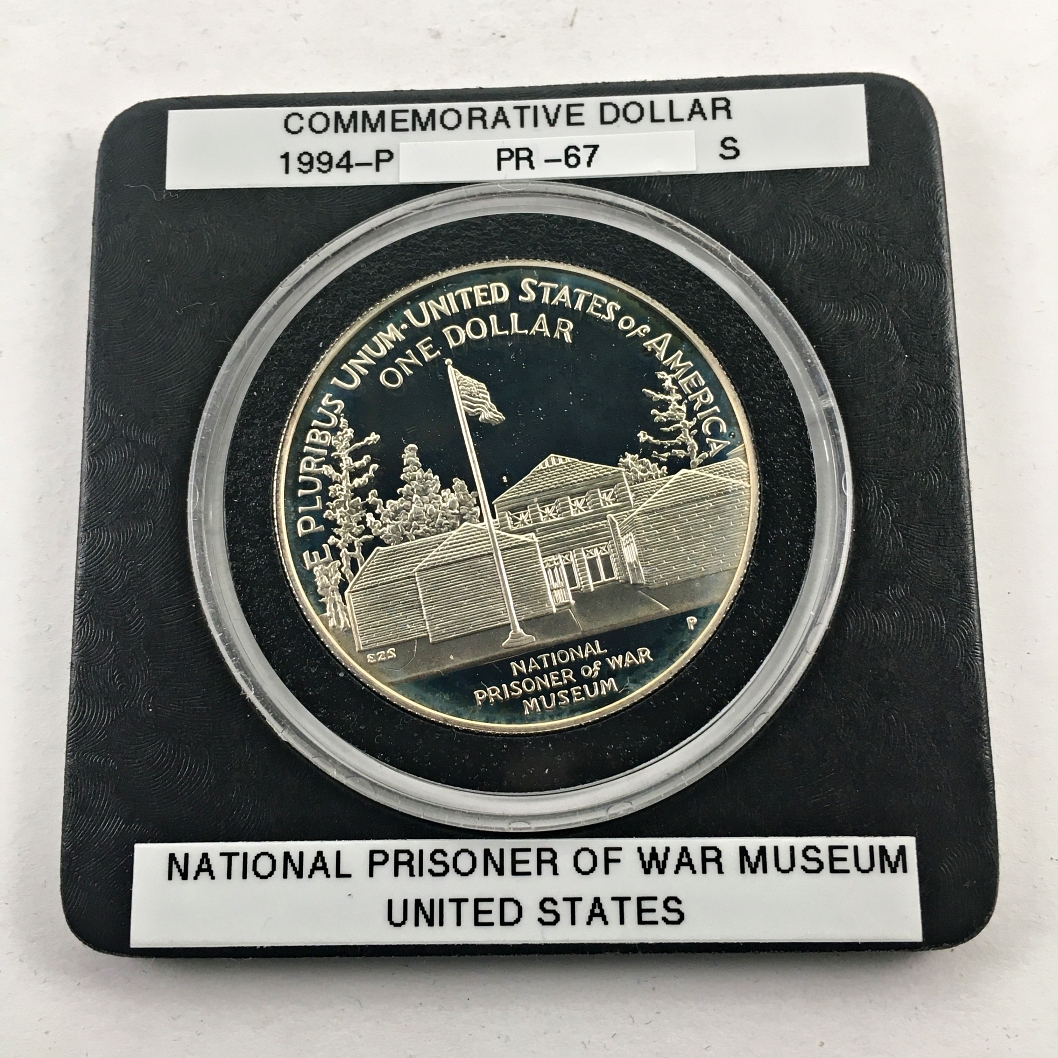 COMMEMORATIVE DOLLAR
1994-P PR-67 S
E PLURIBUS UNUM·UNITED STATES of AMERICA
ONE DOLLAR
P
NATIONAL
PRISONER of WAR
MUSEUM
NATIONAL PRISONER OF WAR MUSEUM
UNITED STATES